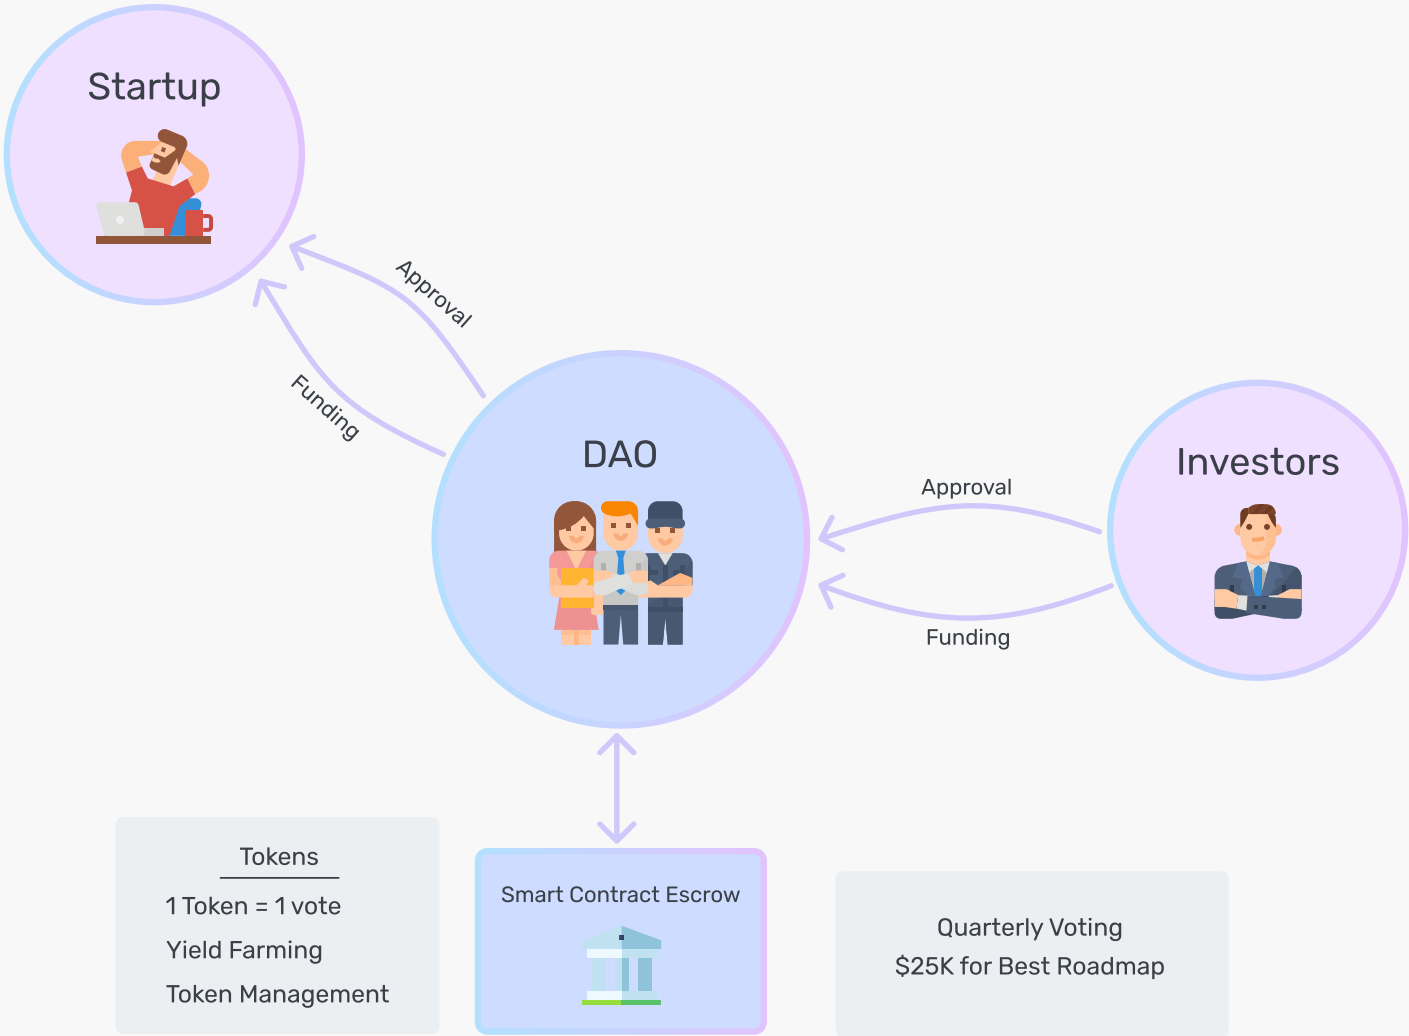 Startup
Approval
Funding
DAO
Investors
Approval
Funding
Tokens
1 Token = 1 vote
Yield Farming
Token Management
Smart Contract Escrow
Quarterly Voting
$25K for Best Roadmap